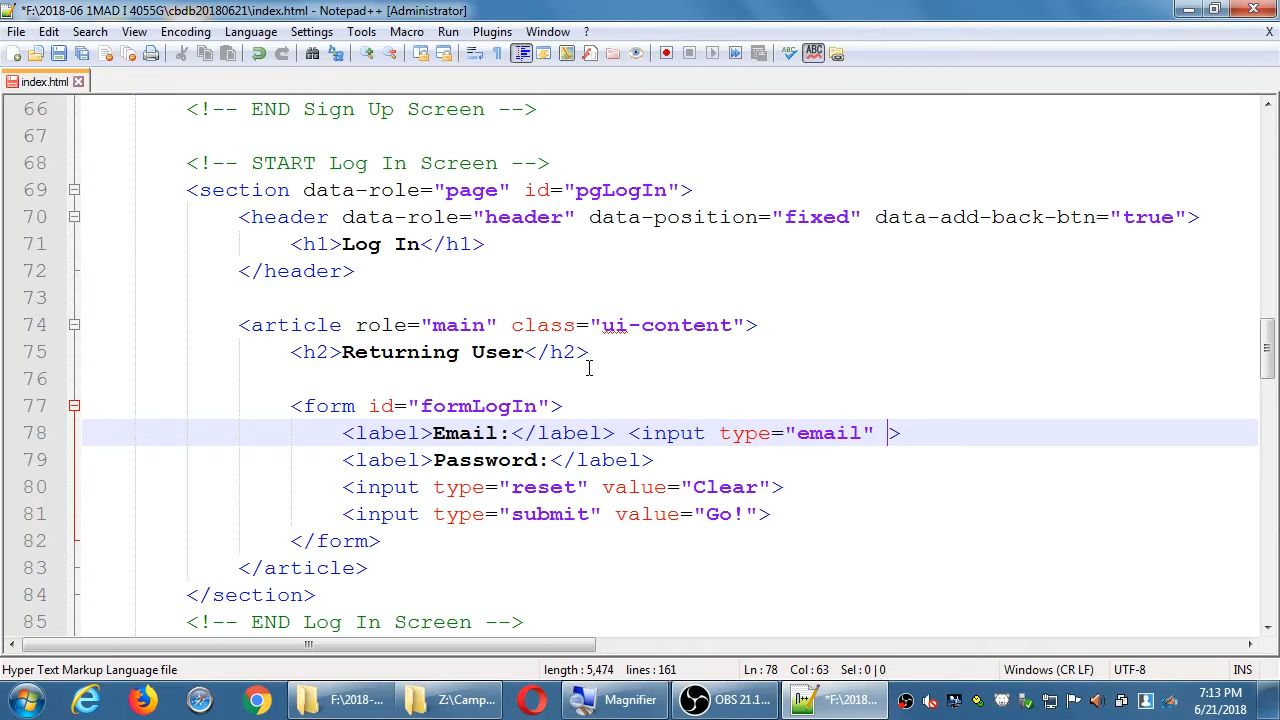 *F:\2018-06 1MAD I 4055G\cbdb20180621\index.html - Notepad++ [Administrator]
File Edit Search View Encoding Language Settings Tools Macro Run Plugins Window ? X
index.html
66 <!-- END Sign Up Screen -->
67
68 <!-- START Log In Screen -->
69 <section data-role="page" id="pgLogIn">
70 <header data-role="header" data-position="fixed" data-add-back-btn="true">
71 <h1>Log In</h1>
72 </header>
73
74 <article role="main" class="ui-content">
75 <h2>Returning User</h2>
76
77 <form id="formLogIn">
78 <label>Email:</label> <input type="email" >
79 <label>Password:</label>
80 <input type="reset" value="Clear">
81 <input type="submit" value="Go!">
82 </form>
83 </article>
84 </section>
85 <!-- END Log In Screen -->
Hyper Text Markup Language file length : 5,474 lines : 161 Ln : 78 Col : 63 Sel : 0 | 0 Windows (CR LF) UTF-8 INS
F:\2018-... Z:\Camp... Magnifier OBS 21.1... *F:\2018... 7:13 PM
6/21/2018